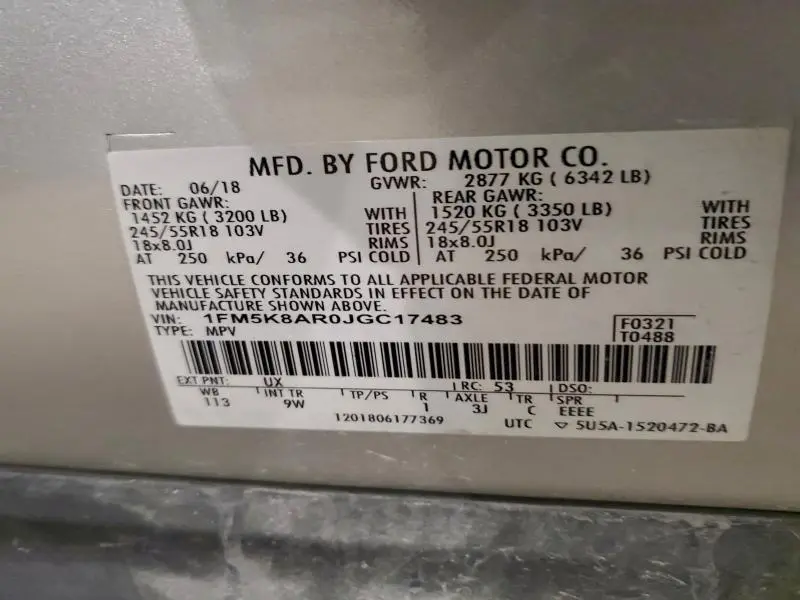 MFD. BY FORD MOTOR CO.
DATE: 06/18 GVWR: 2877 KG ( 6342 LB)
FRONT GAWR: REAR GAWR:
1452 KG ( 3200 LB) WITH 1520 KG ( 3350 LB) WITH
245/55R18 103V TIRES 245/55R18 103V TIRES
18x8.0J RIMS 18x8.0J RIMS
AT 250 kPa/ 36 PSI COLD AT 250 kPa/ 36 PSI COLD
THIS VEHICLE CONFORMS TO ALL APPLICABLE FEDERAL MOTOR
VEHICLE SAFETY STANDARDS IN EFFECT ON THE DATE OF
MANUFACTURE SHOWN ABOVE.
VIN: 1FM5K8AR0JGC17483 F0321
TYPE: MPV T0488
EXT PNT: UX RC: 53 DSO:
WB INT TR TP/PS R AXLE TR SPR
113 9W 1 3J C EEEE
1201806177369 UTC ▽ 5U5A-1520472-BA